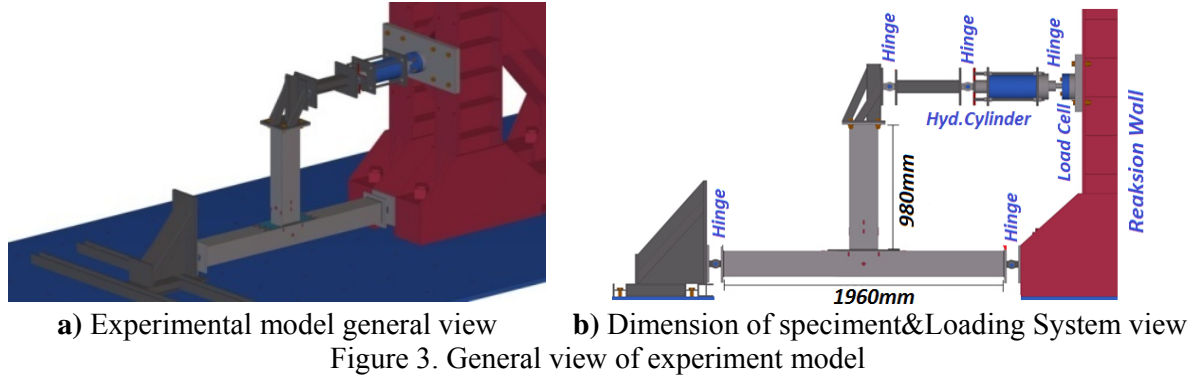 Hinge
Hinge
Hinge
Hyd.Cylinder
Load Cell
Reaksion Wall
980mm
Hinge
Hinge
1960mm
a) Experimental model general view
b) Dimension of speciment&Loading System view
Figure 3. General view of experiment model